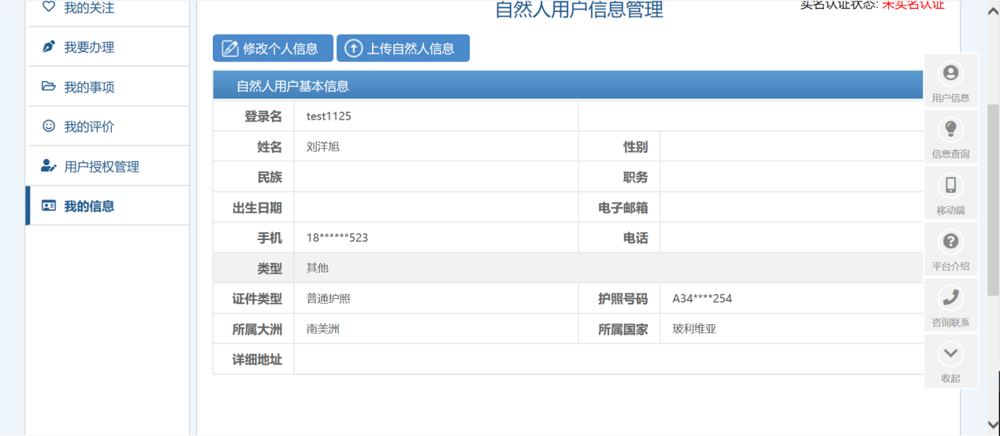 我的关注
自然人用户信息管理
实名认证状态: 未实名认证
我要办理
修改个人信息
上传自然人信息
我的事项
自然人用户基本信息
用户信息
登录名 test1125
我的评价
姓名 刘洋旭 性别
信息查询
用户授权管理
民族 职务
我的信息
出生日期 电子邮箱
移动端
手机 18******523 电话
类型 其他
平台介绍
证件类型 普通护照 护照号码 A34****254
咨询联系
所属大洲 南美洲 所属国家 玻利维亚
详细地址
收起